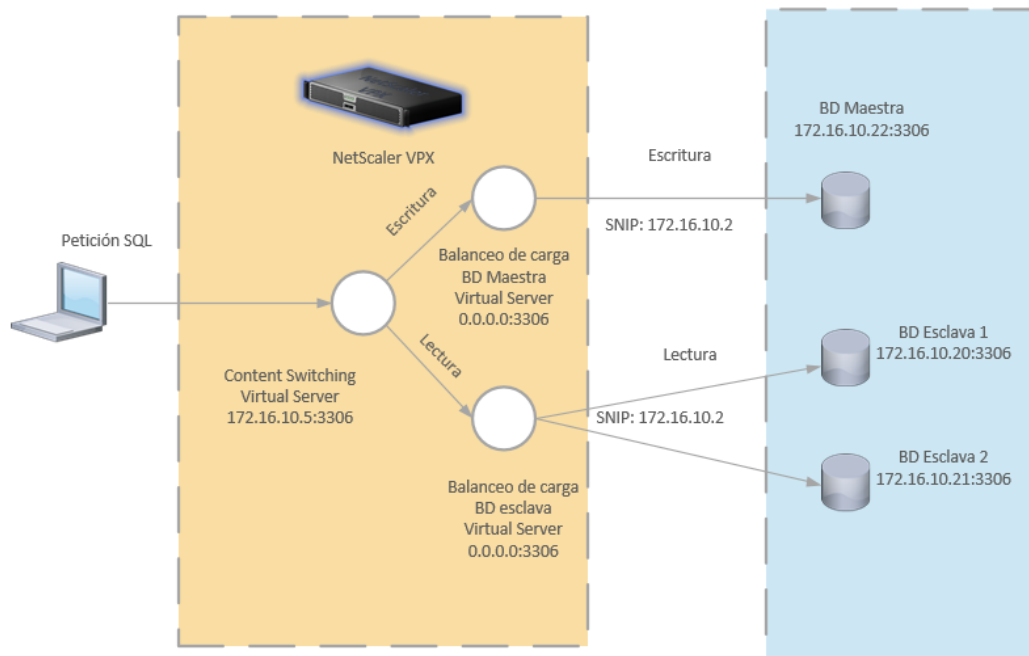 Petición SQL
NetScaler VPX
Escritura
Lectura
Content Switching
Virtual Server
172.16.10.5:3306
Balanceo de carga
BD Maestra
Virtual Server
0.0.0.0:3306
Balanceo de carga
BD esclava
Virtual Server
0.0.0.0:3306
Escritura
SNIP: 172.16.10.2
Lectura
SNIP: 172.16.10.2
BD Maestra
172.16.10.22:3306
BD Esclava 1
172.16.10.20:3306
BD Esclava 2
172.16.10.21:3306